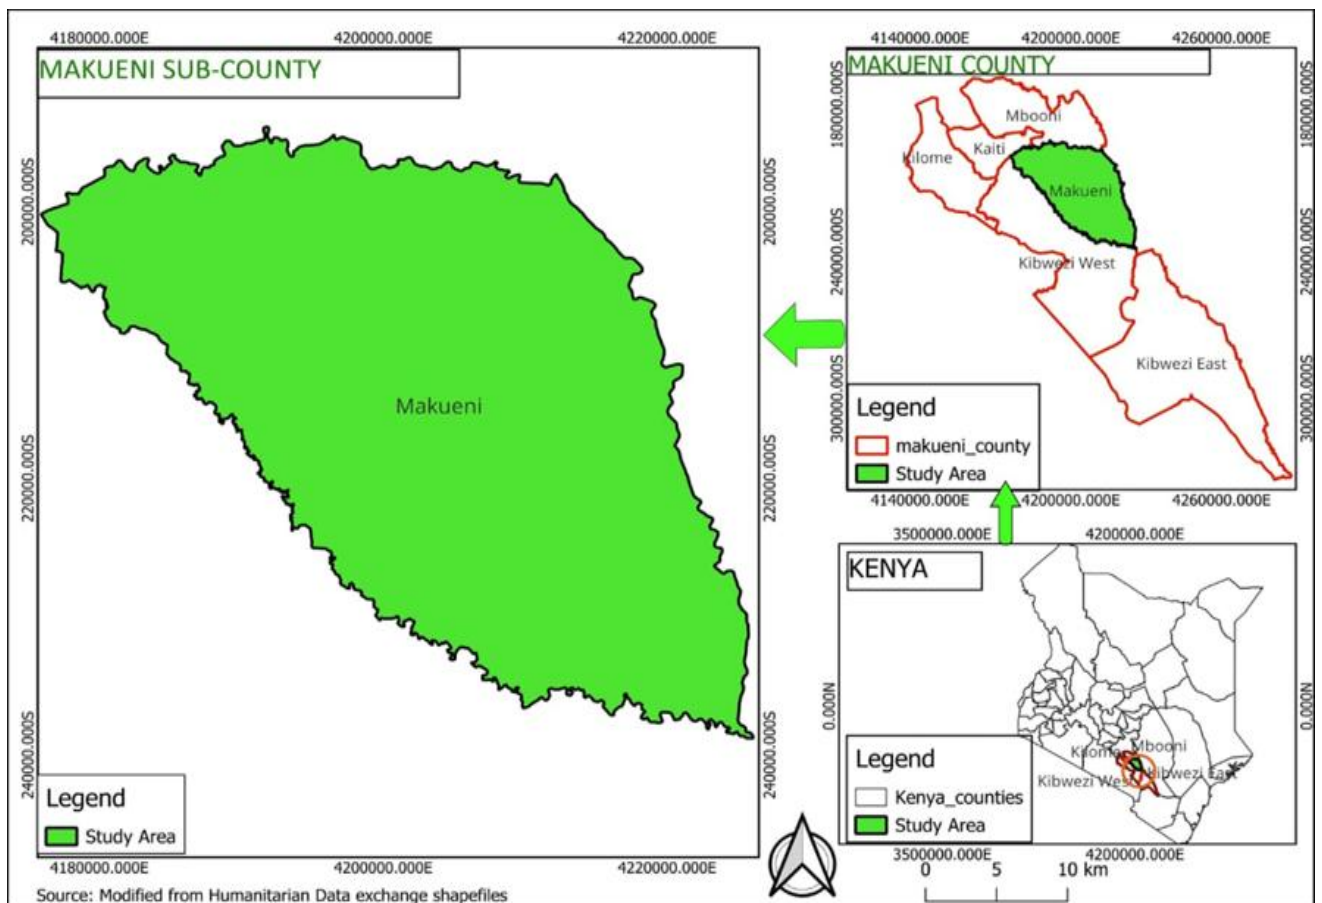 4180000.000E 4200000.000E 4220000.000E
MAKUENI SUB-COUNTY
200000.000S 200000.000S
Makueni
220000.000S 220000.000S
240000.000S 240000.000S
Legend
Study Area
4180000.000E 4200000.000E 4220000.000E
Source: Modified from Humanitarian Data exchange shapefiles
4140000.000E 4200000.000E 4260000.000E
MAKUENI COUNTY
180000.000S 180000.000S
Mbooni
Kaiti
Kilome
Makueni
240000.000S 240000.000S
Kibwezi West
Kibwezi East
300000.000S 300000.000S
Legend
makueni_county
Study Area
4140000.000E 4200000.000E 4260000.000E
3500000.000E 4200000.000E
KENYA
0.000N 0.000N
Kilome Mbooni
Kibwezi West Kibwezi East
Legend
Kenya_counties
Study Area
3500000.000E 4200000.000E
0 5 10 km